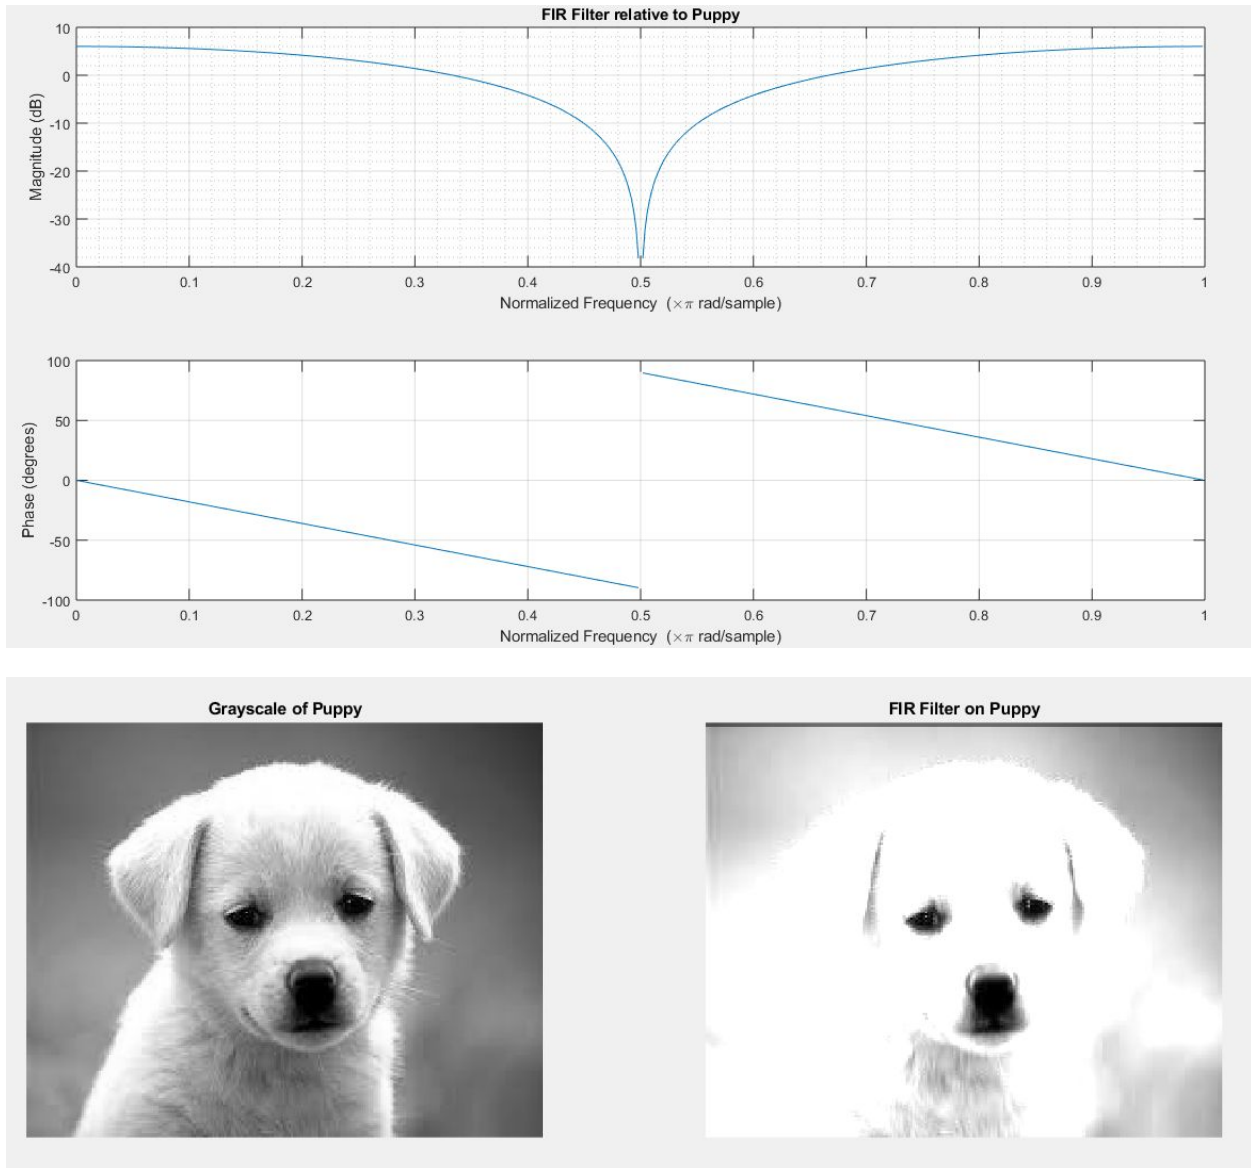 FIR Filter relative to Puppy
10
0
-10
-20
-30
-40
Magnitude (dB)
0 0.1 0.2 0.3 0.4 0.5 0.6 0.7 0.8 0.9 1
Normalized Frequency (×π rad/sample)
100
50
0
-50
-100
Phase (degrees)
0 0.1 0.2 0.3 0.4 0.5 0.6 0.7 0.8 0.9 1
Normalized Frequency (×π rad/sample)
Grayscale of Puppy
FIR Filter on Puppy